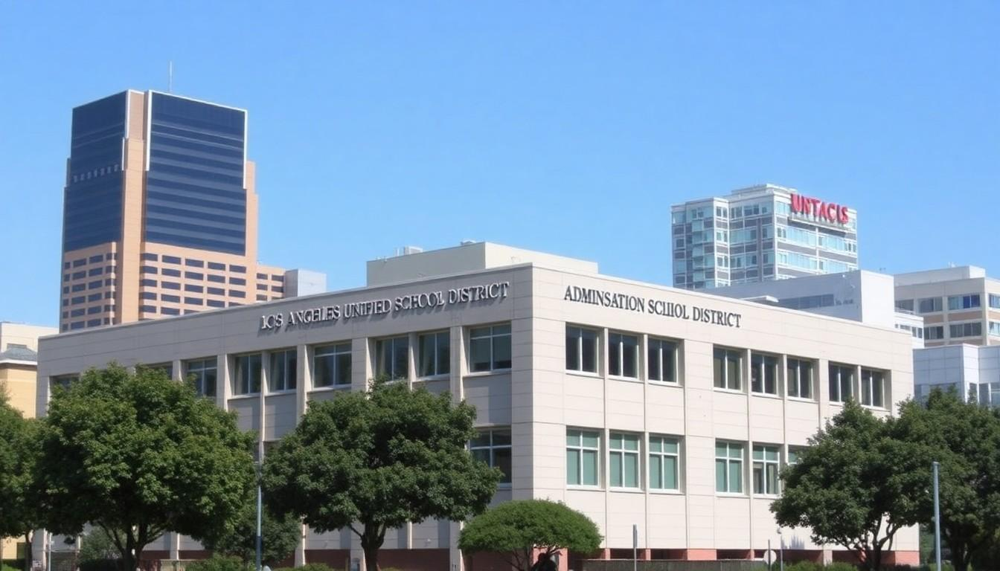 UNTACIS
LOS ANGELES UNIFIED SCHOOL DISTRICT
ADMINSATION SCHIOL DISTRICT